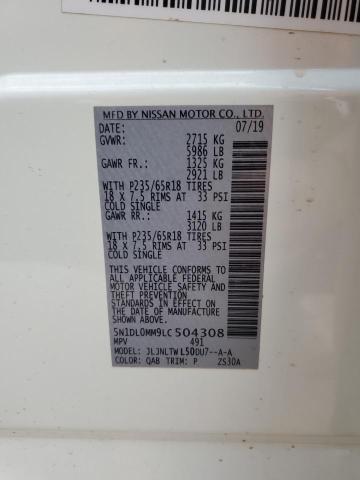 MFD BY NISSAN MOTOR CO., LTD.
DATE: 07/19
GVWR: 2715 KG
5986 LB
GAWR FR.: 1325 KG
2921 LB
WITH P235/65R18 TIRES
18 X 7.5 RIMS AT 33 PSI
COLD SINGLE
GAWR RR: 1415 KG
3120 LB
WITH P235/65R18 TIRES
18 X 7.5 RIMS AT 33 PSI
COLD SINGLE
THIS VEHICLE CONFORMS TO
ALL APPLICABLE FEDERAL
MOTOR VEHICLE SAFETY
STANDARDS IN EFFECT ON
THE DATE OF MANUFACTURE
SHOWN ABOVE.
5N1DL0MM9LC504308
MPV 491
MODEL: JLJNLTWL50DU7--A-A
COLOR: QAB TRIM: P ZS30A